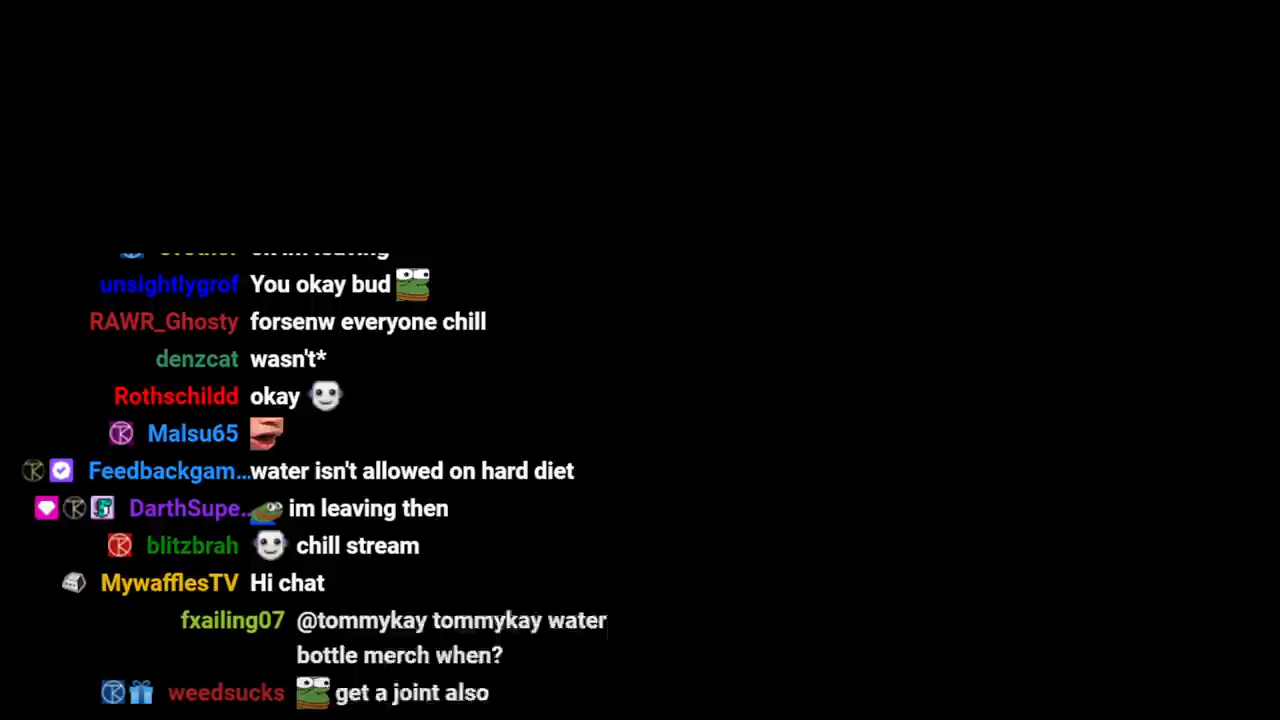 unsightlygrof You okay bud
RAWR_Ghosty forsenw everyone chill
denzcat wasn't*
Rothschildd okay
Malsu65
Feedbackgam... water isn't allowed on hard diet
DarthSupe... im leaving then
blitzbrah chill stream
MywafflesTV Hi chat
fxailing07 @tommykay tommykay water
bottle merch when?
weedsucks get a joint also